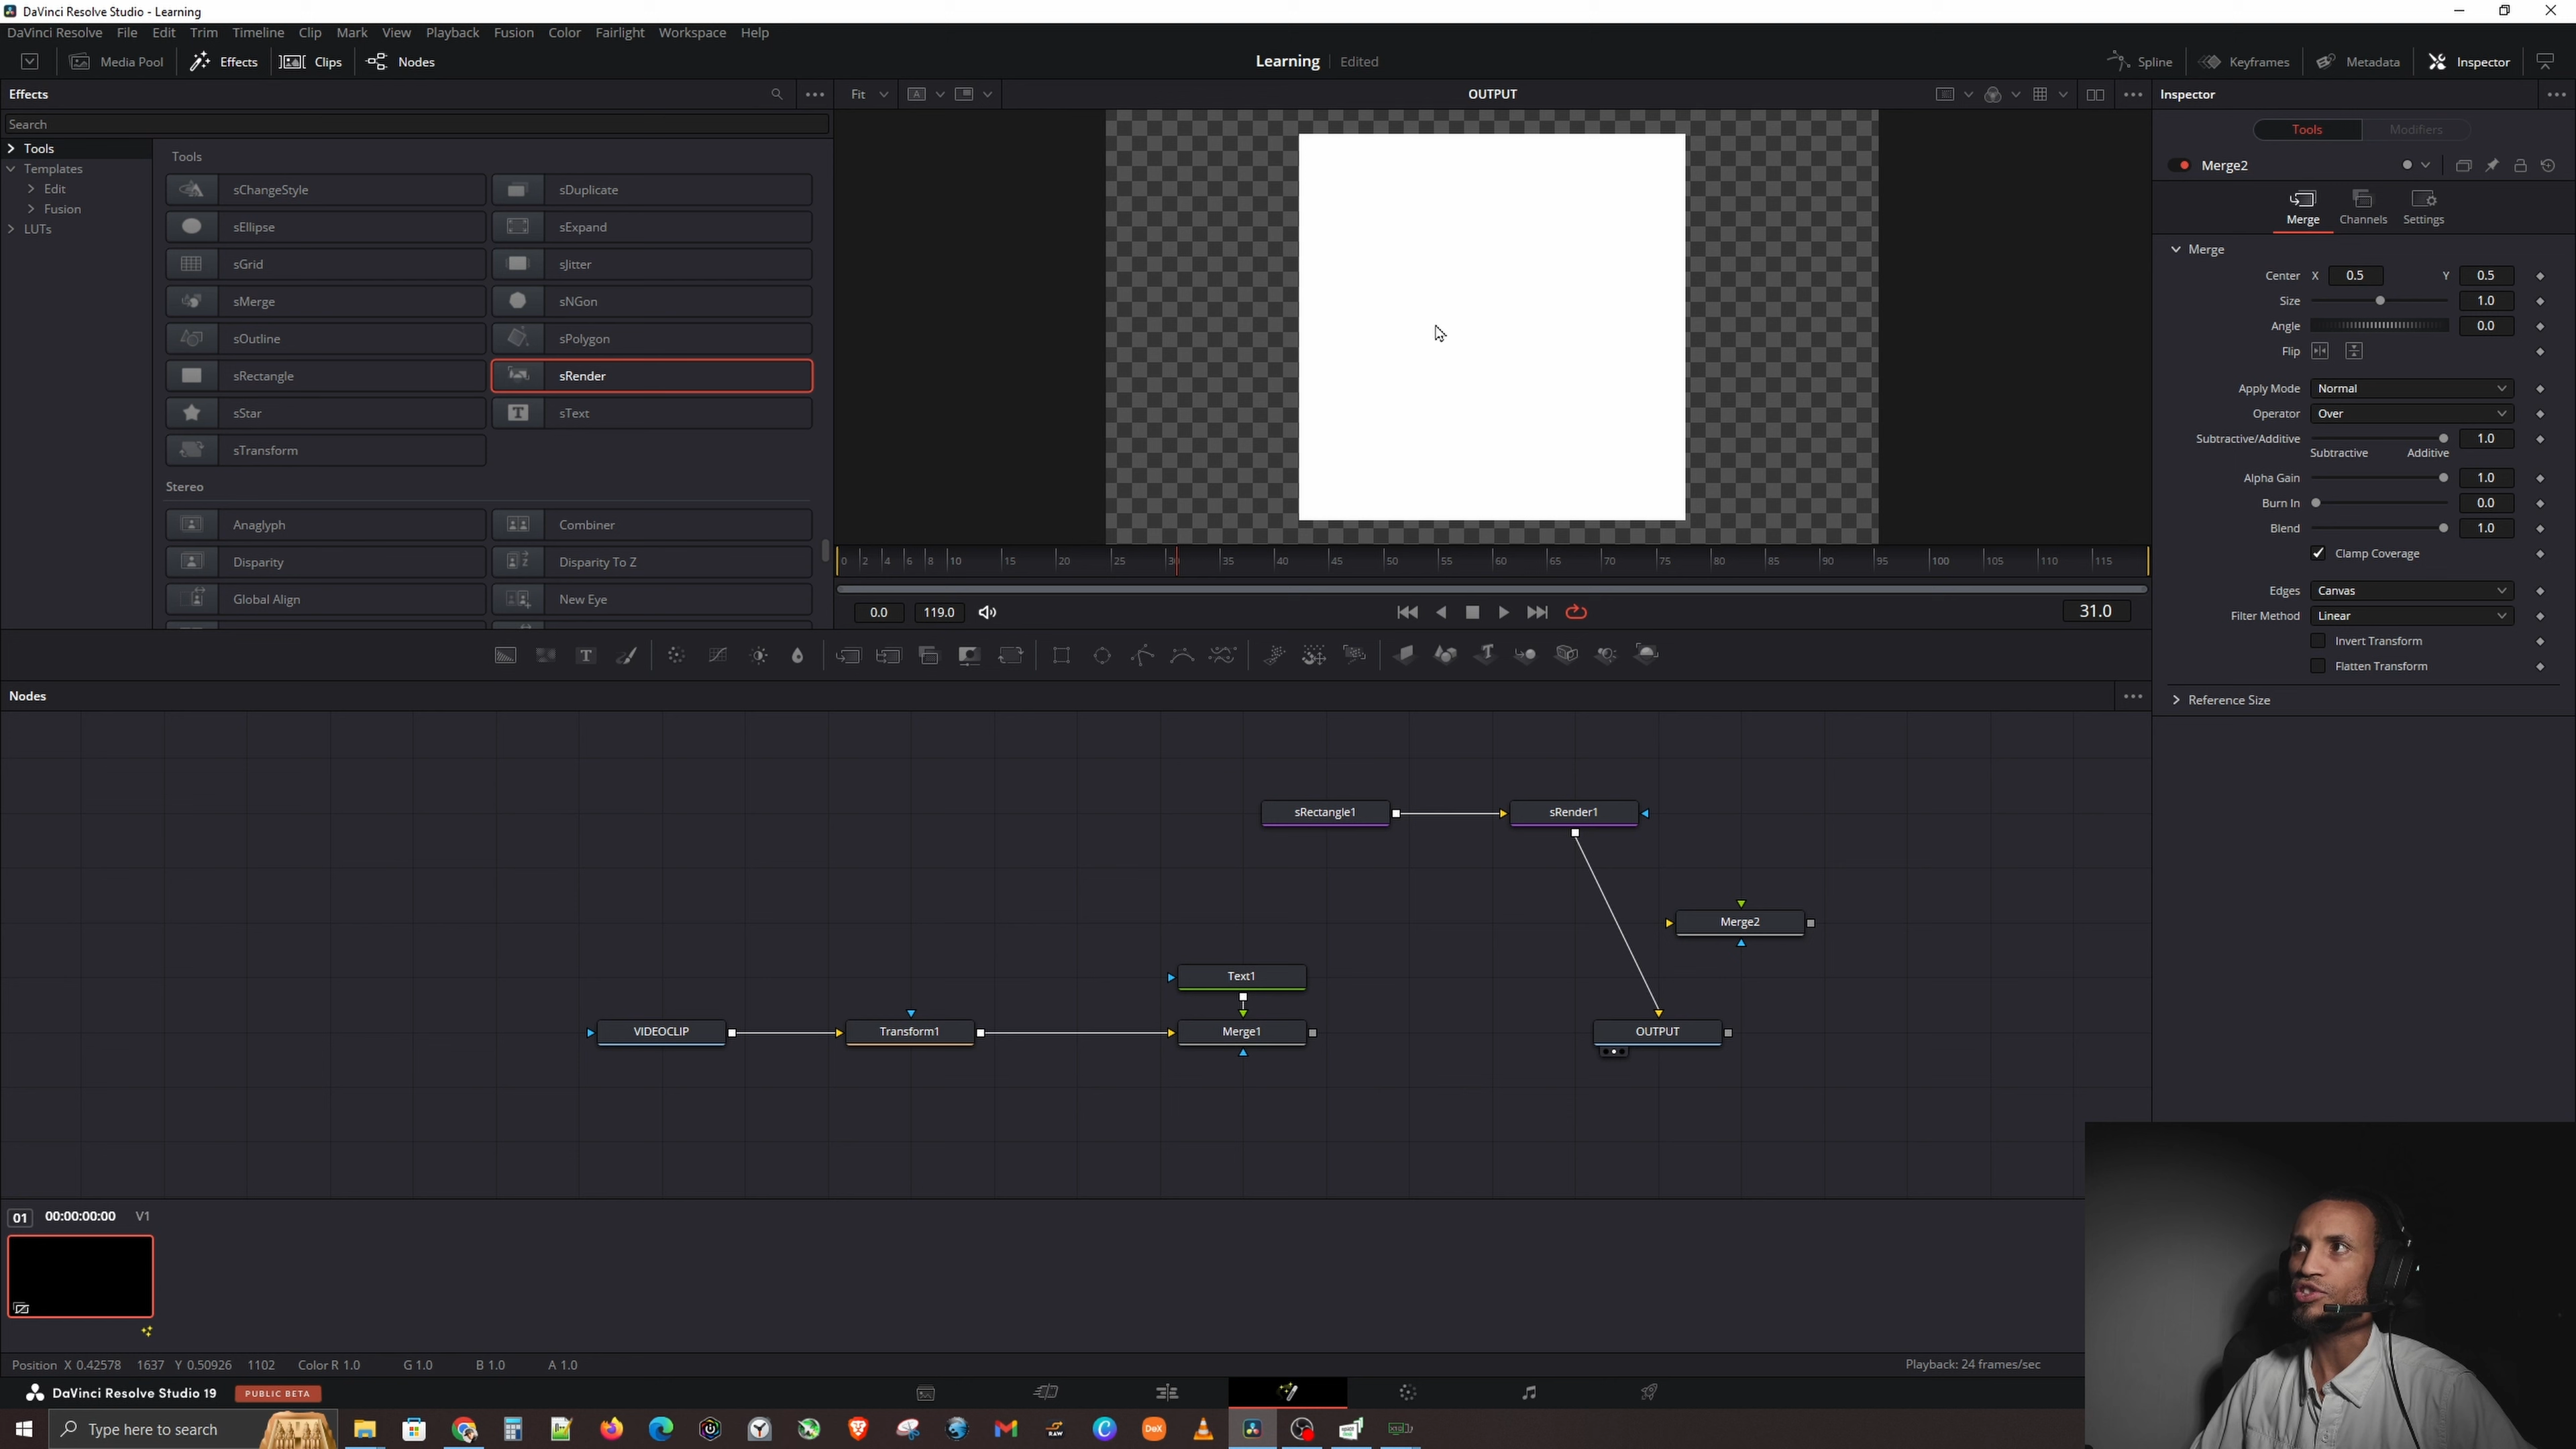 DaVinci Resolve Studio - Learning
DaVinci Resolve File Edit Trim Timeline Clip Mark View Playback Fusion Color Fairlight Workspace Help
Media Pool Effects Clips Nodes Learning Edited Spline Keyframes Metadata Inspector
Effects Fit A OUTPUT Inspector
Search
Tools Modifiers
Tools
Templates
Edit
Fusion
LUTs
Tools
sChangeStyle sDuplicate
sEllipse sExpand
sGrid sJitter
sMerge sNGon
sOutline sPolygon
sRectangle sRender
sStar T sText
sTransform
Stereo
Anaglyph Combiner
Disparity Disparity To Z
Global Align New Eye
0 2 4 6 8 10 15 20 25 30 35 40 45 50 55 60 65 70 75 80 85 90 95 100 105 110 115
0.0 119.0 31.0
Merge2
Merge Channels Settings
Merge
Center X 0.5 Y 0.5
Size 1.0
Angle 0.0
Flip
Apply Mode Normal
Operator Over
Subtractive/Additive 1.0
Subtractive Additive
Alpha Gain 1.0
Burn In 0.0
Blend 1.0
Clamp Coverage
Edges Canvas
Filter Method Linear
Invert Transform
Flatten Transform
Reference Size
T
Nodes
sRectangle1 sRender1
Merge2
Text1
VIDEOCLIP Transform1 Merge1 OUTPUT
01 00:00:00:00 V1
Position X 0.42578 1637 Y 0.50926 1102 Color R 1.0 G 1.0 B 1.0 A 1.0 Playback: 24 frames/sec
DaVinci Resolve Studio 19 PUBLIC BETA
Type here to search
RAW
DeX